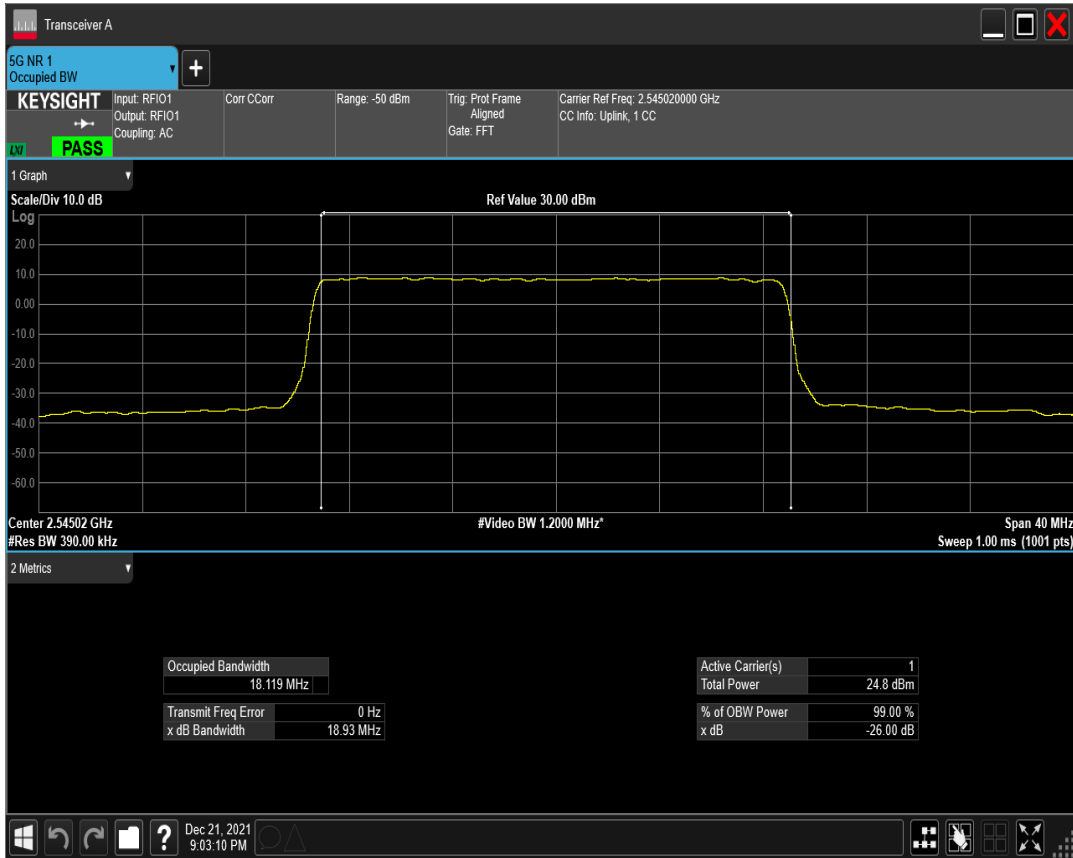 Transceiver A
5G NR 1
Occupied BW
KEYSIGHT
LXI
PASS
Input: RFIO1
Output: RFIO1
Coupling: AC
Corr CCorr
Range: -50 dBm
Trig: Prot Frame
Aligned
Gate: FFT
Carrier Ref Freq: 2.545020000 GHz
CC Info: Uplink, 1 CC
1 Graph
Scale/Div 10.0 dB
Ref Value 30.00 dBm
Log
20.0
10.0
0.00
-10.0
-20.0
-30.0
-40.0
-50.0
-60.0
Center 2.54502 GHz
#Video BW 1.2000 MHz*
Span 40 MHz
#Res BW 390.00 kHz
Sweep 1.00 ms (1001 pts)
2 Metrics
Occupied Bandwidth
18.119 MHz
Transmit Freq Error 0 Hz
x dB Bandwidth 18.93 MHz
Active Carrier(s) 1
Total Power 24.8 dBm
% of OBW Power 99.00 %
x dB -26.00 dB
?
Dec 21, 2021
9:03:10 PM